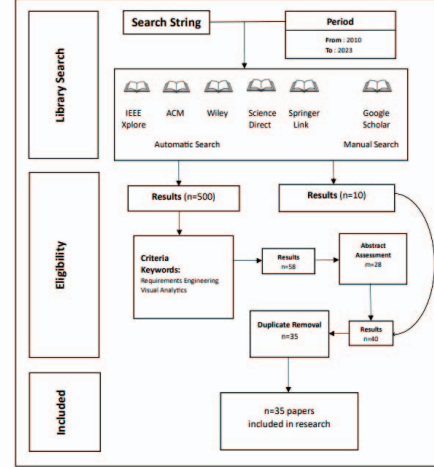 Search String
Period
From : 2010
To : 2023
Library Search
IEEE Xplore
ACM
Wiley
Science Direct
Springer Link
Google Scholar
Automatic Search
Manual Search
Results (n=500)
Results (n=10)
Eligibility
Criteria
Keywords:
Requirements Engineering
Visual Analytics
Results
n=58
Abstract
Assessment
m=28
Results
n=40
Duplicate Removal
n=35
Included
n=35 papers
included in research